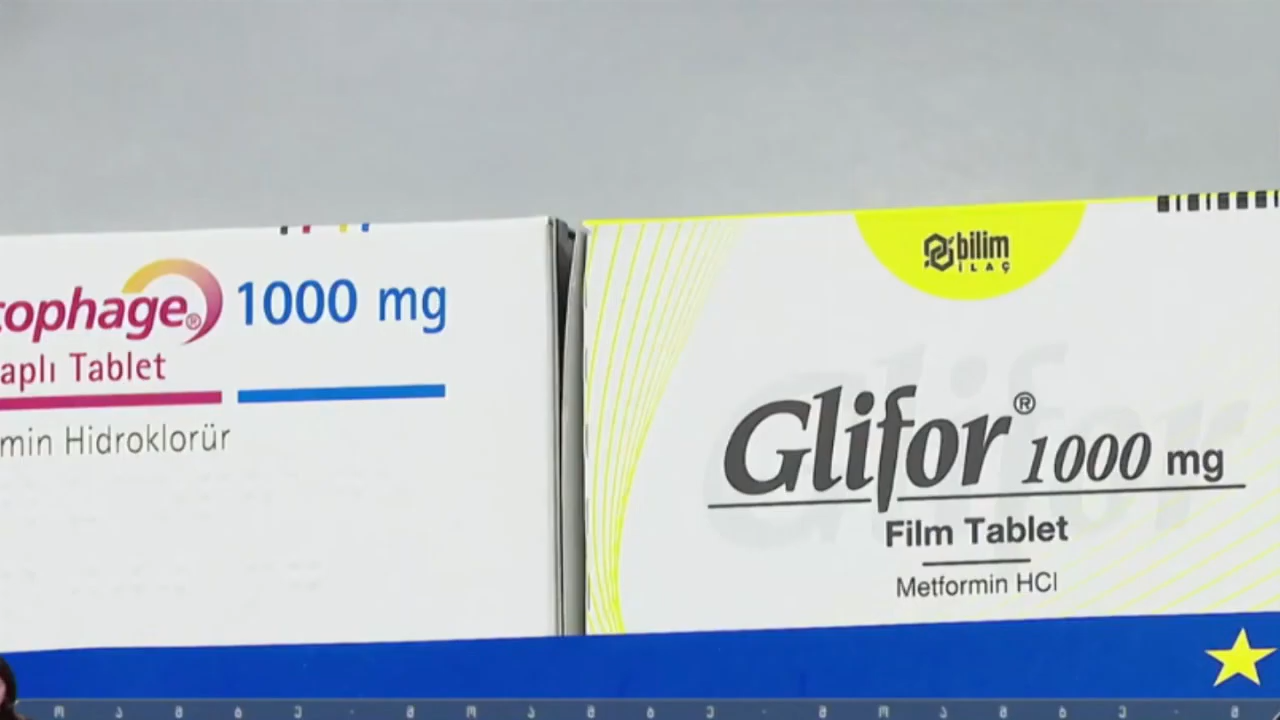 tophage® 1000 mg
aplı Tablet
min Hidroklorür
bilim
İLAÇ
Glifor® 1000 mg
Film Tablet
Metformin HCl